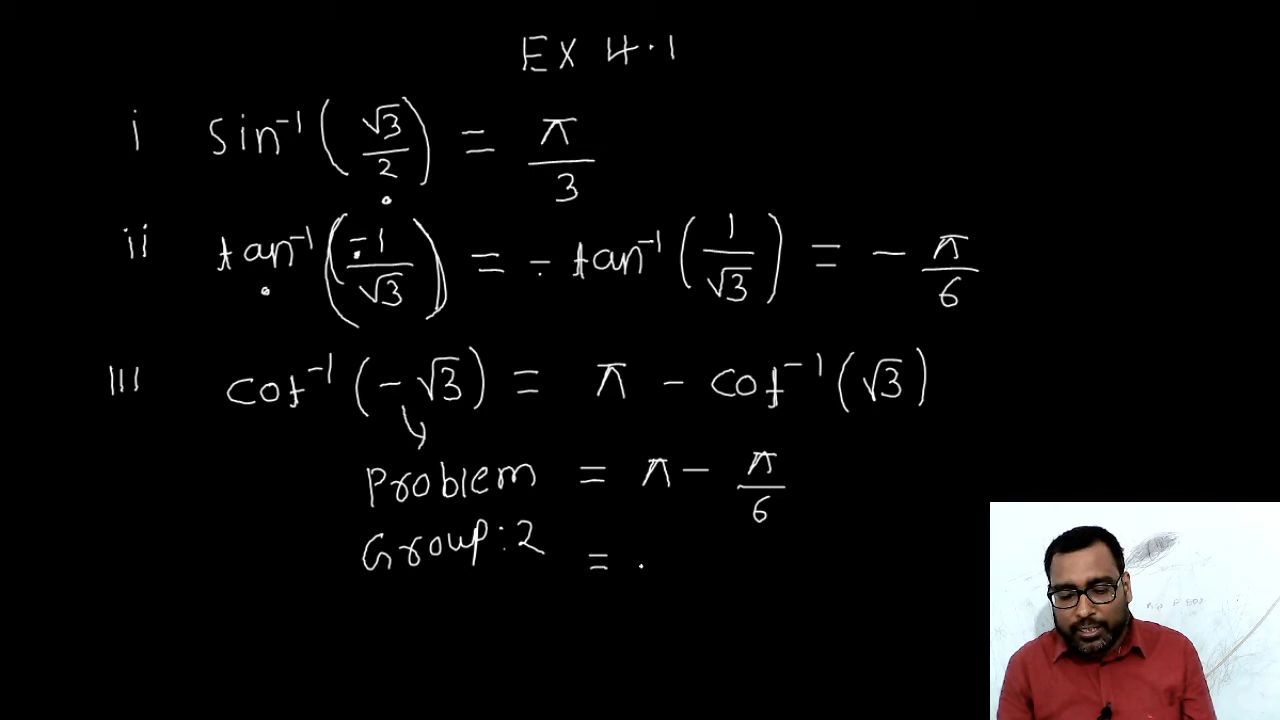 EX 4.1
i sin⁻¹(√3/2) = π/3
ii tan⁻¹(-1/√3) = - tan⁻¹(1/√3) = - π/6
III cot⁻¹(-√3) = π - cot⁻¹(√3)
Problem = π - π/6
Group:2
=